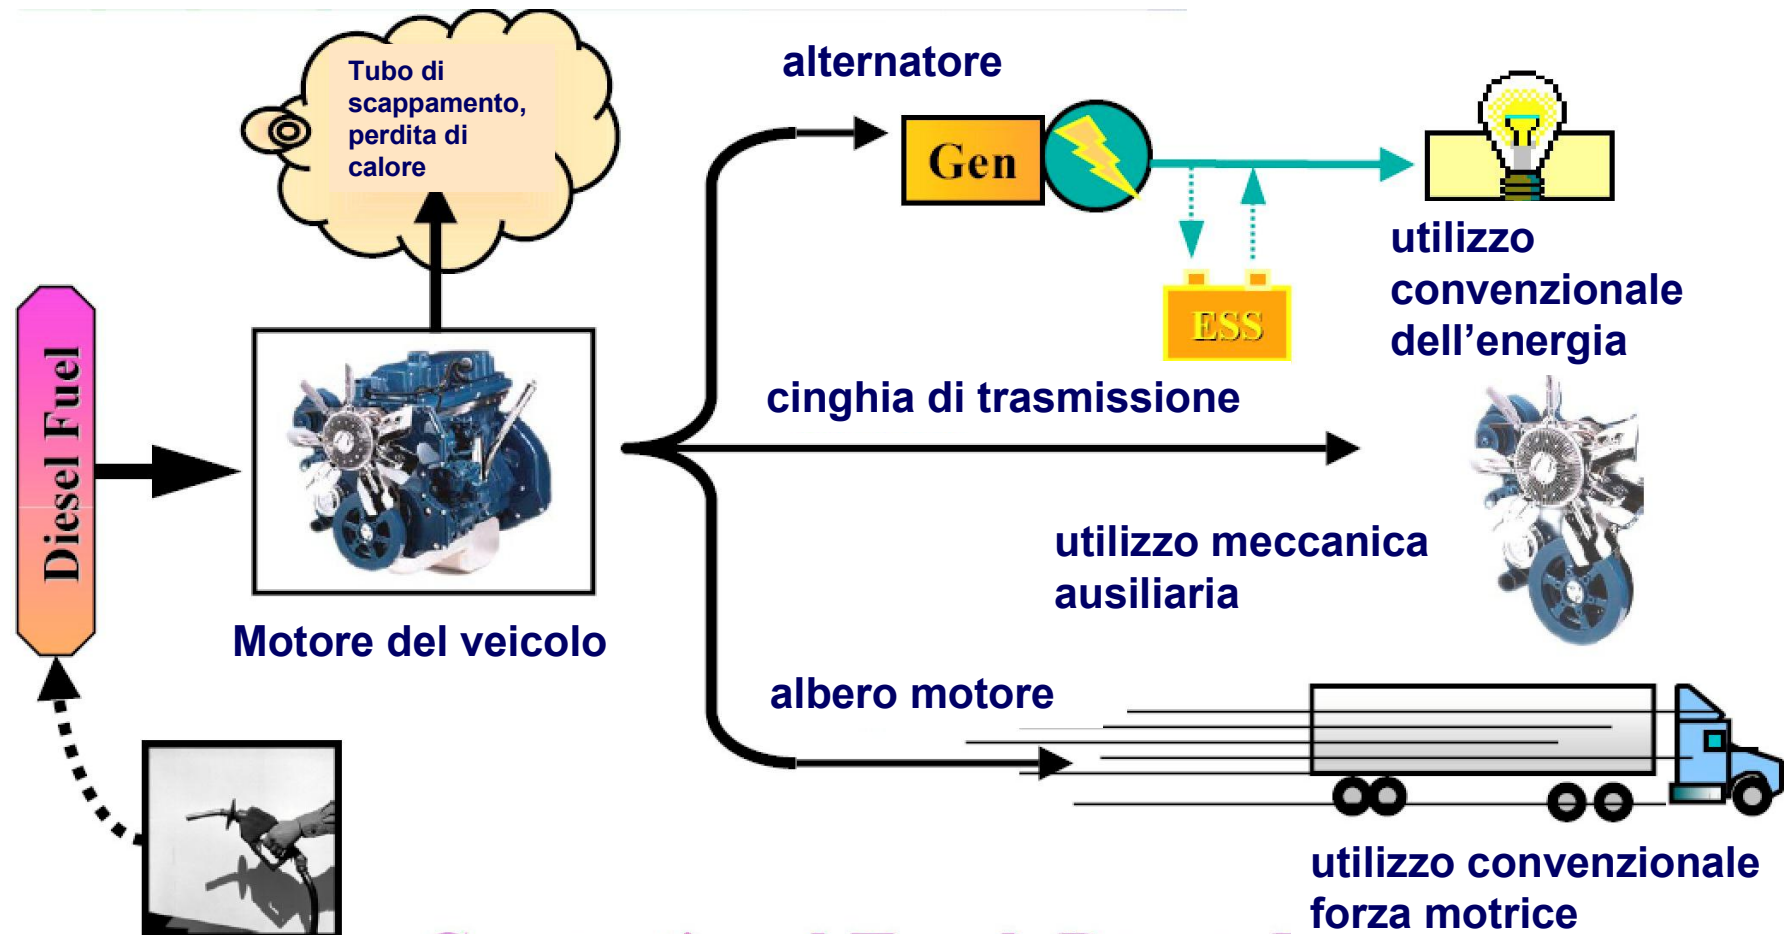 Tubo di
scappamento,
perdita di
calore
alternatore
Gen
ESS
utilizzo
convenzionale
dell’energia
Diesel Fuel
cinghia di trasmissione
utilizzo meccanica
ausiliaria
Motore del veicolo
albero motore
utilizzo convenzionale
forza motrice